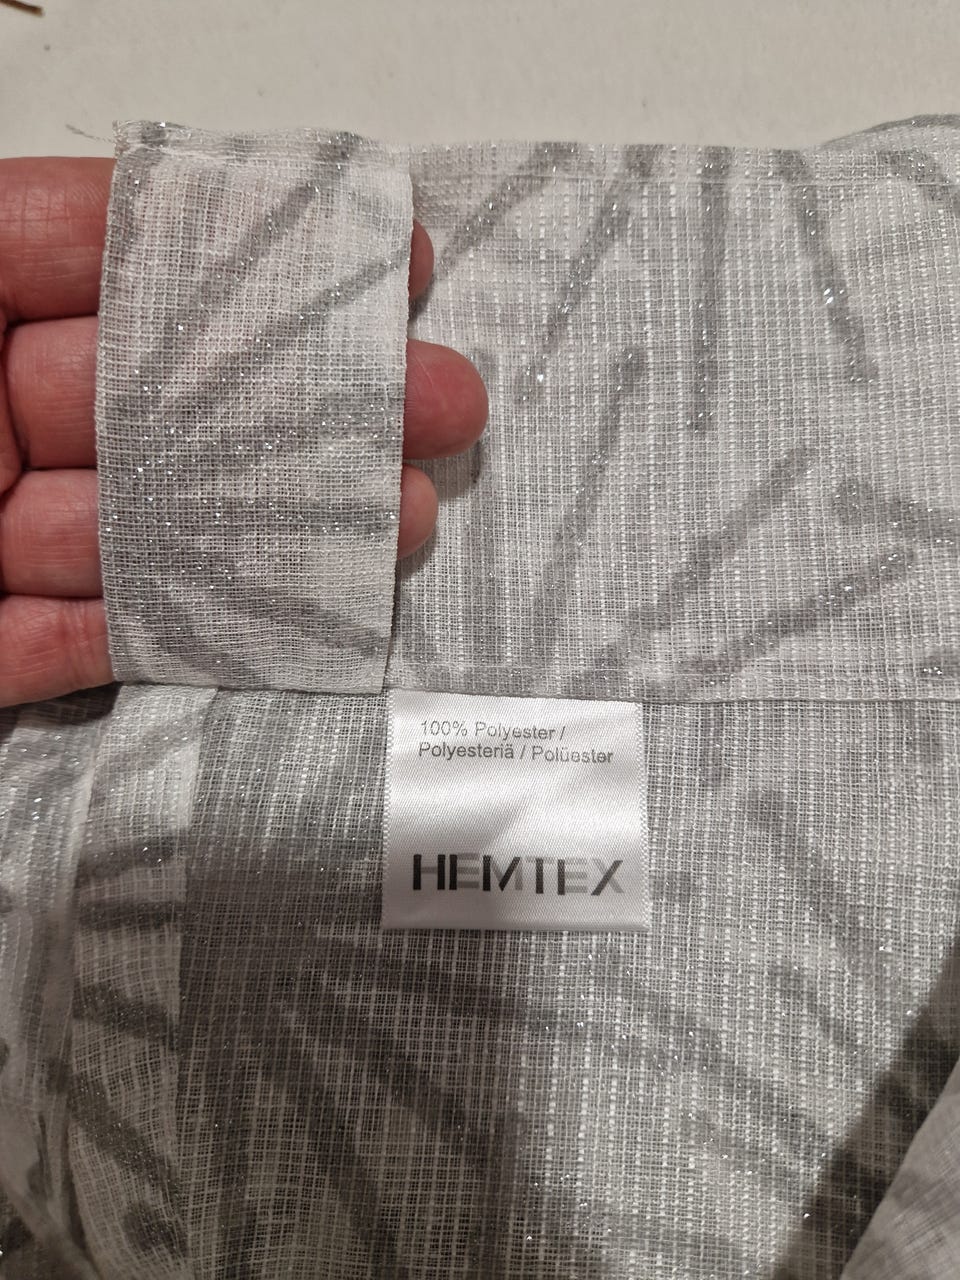 100% Polyester /
Polyesteriä / Polüester
HEMTEX